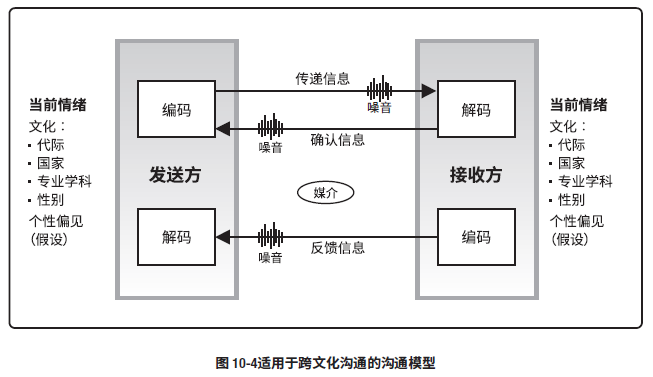 当前情绪
文化：
▪ 代际
▪ 国家
▪ 专业学科
▪ 性别
个性偏见
（假设）
编码
发送方
解码
传递信息
噪音
噪音
确认信息
媒介
噪音
反馈信息
解码
接收方
编码
当前情绪
文化：
▪ 代际
▪ 国家
▪ 专业学科
▪ 性别
个性偏见
（假设）
图 10-4适用于跨文化沟通的沟通模型